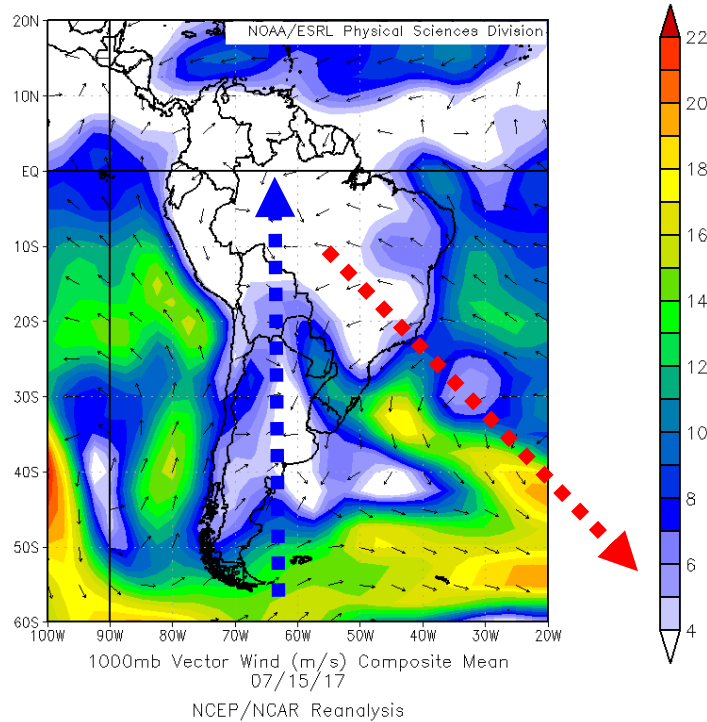 NOAA/ESRL Physical Sciences Division
20N
10N
EQ
10S
20S
30S
40S
50S
60S
100W 90W 80W 70W 60W 50W 40W 30W 20W
22
20
18
16
14
12
10
8
6
4
1000mb Vector Wind (m/s) Composite Mean
07/15/17
NCEP/NCAR Reanalysis